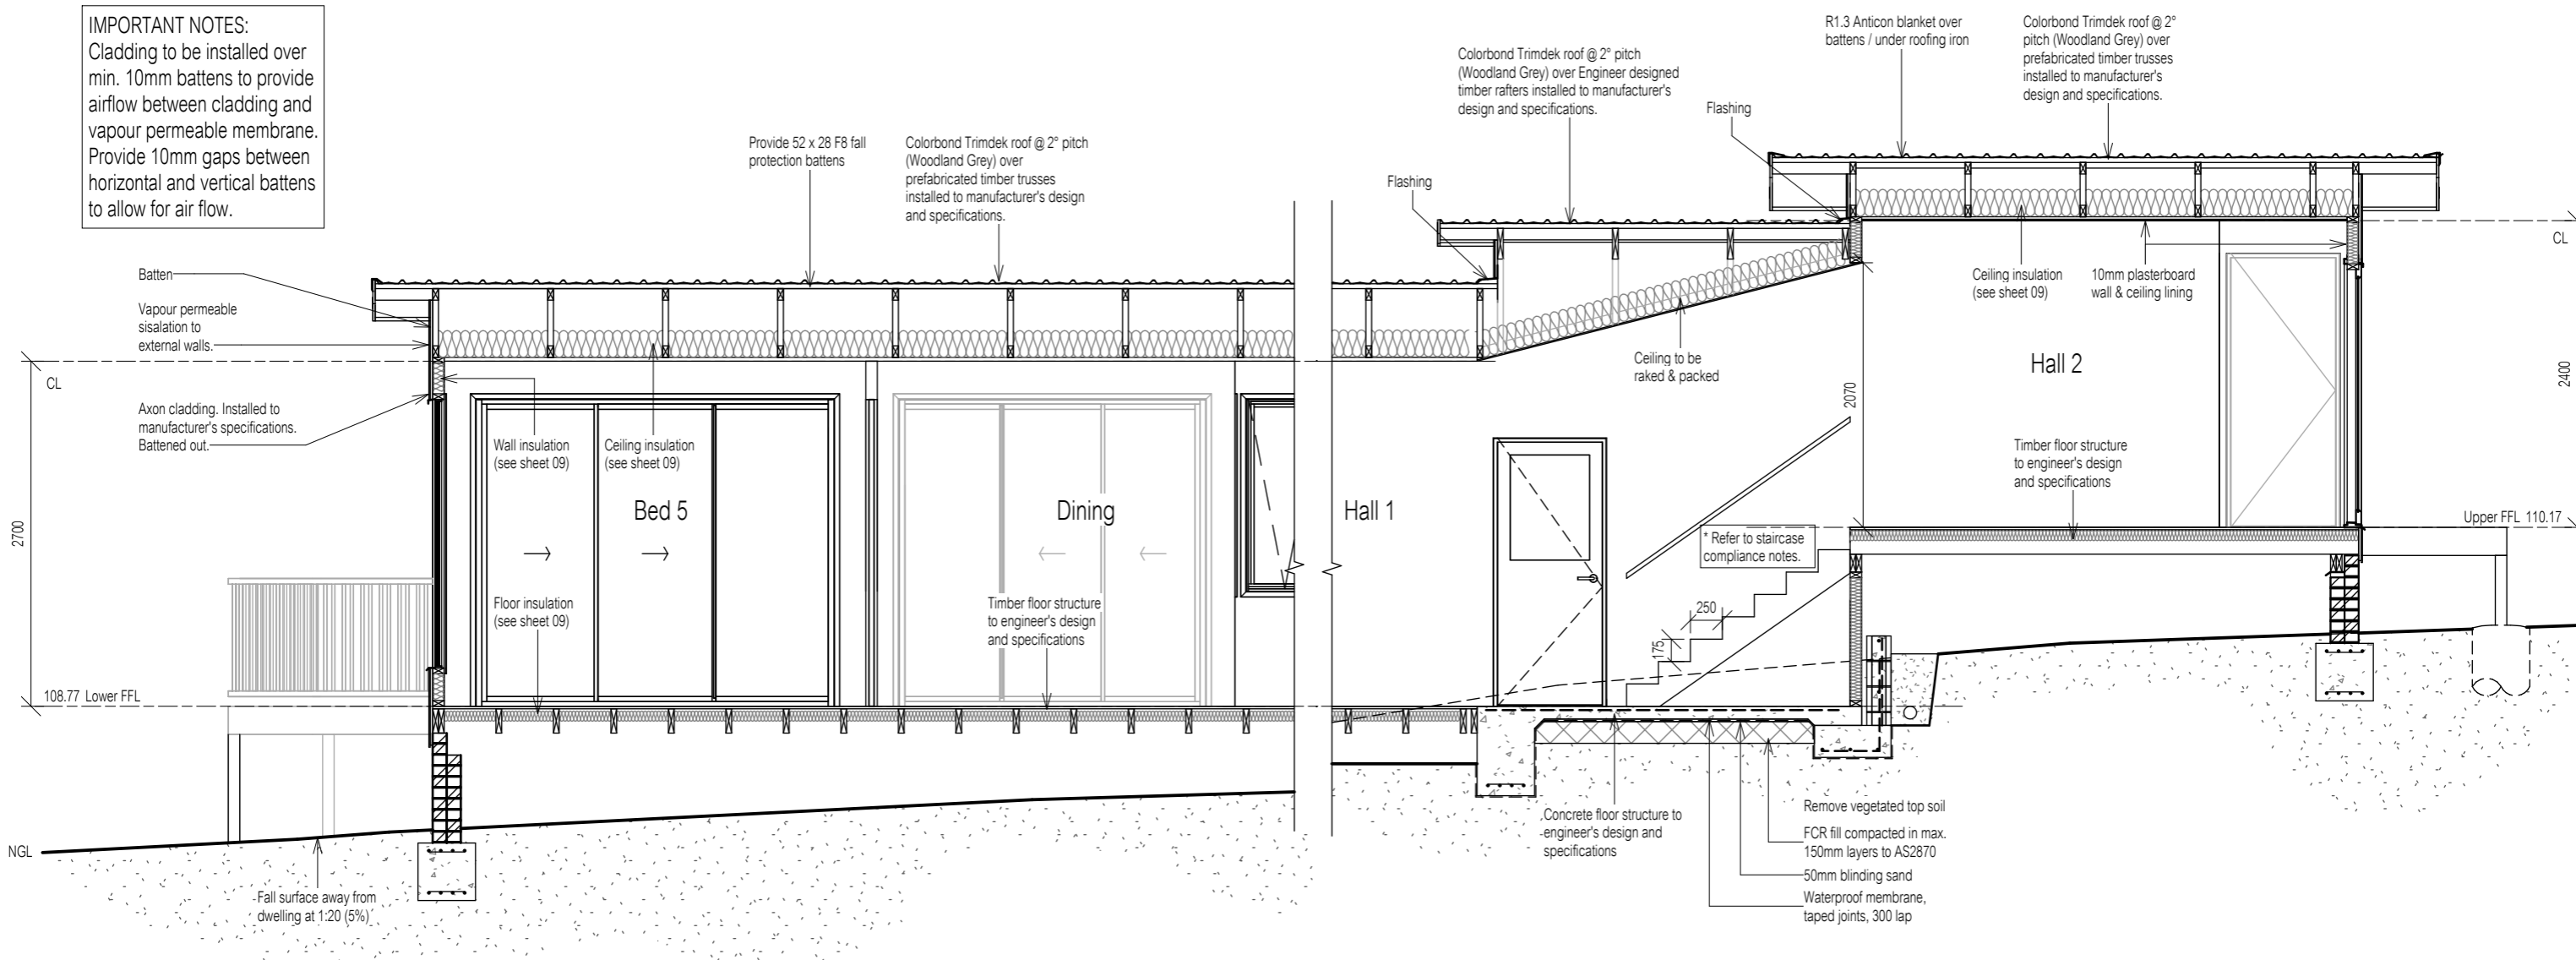 IMPORTANT NOTES:
Cladding to be installed over
min. 10mm battens to provide
airflow between cladding and
vapour permeable membrane.
Provide 10mm gaps between
horizontal and vertical battens
to allow for air flow.
Batten
Vapour permeable
sisalation to
external walls.
CL
Axon cladding. Installed to
manufacturer's specifications.
Battened out.
2700
108.77 Lower FFL
NGL
Fall surface away from
dwelling at 1:20 (5%)
Provide 52 x 28 F8 fall
protection battens
Colorbond Trimdek roof @ 2° pitch
(Woodland Grey) over
prefabricated timber trusses
installed to manufacturer's design
and specifications.
Wall insulation
(see sheet 09)
Ceiling insulation
(see sheet 09)
Bed 5
Floor insulation
(see sheet 09)
Dining
Timber floor structure
to engineer's design
and specifications
Hall 1
Flashing
Colorbond Trimdek roof @ 2° pitch
(Woodland Grey) over Engineer designed
timber rafters installed to manufacturer's
design and specifications.
Flashing
R1.3 Anticon blanket over
battens / under roofing iron
Colorbond Trimdek roof @ 2°
pitch (Woodland Grey) over
prefabricated timber trusses
installed to manufacturer's
design and specifications.
Ceiling to be
raked & packed
2070
Ceiling insulation
(see sheet 09)
10mm plasterboard
wall & ceiling lining
Hall 2
CL
2400
Timber floor structure
to engineer's design
and specifications
Upper FFL 110.17
* Refer to staircase
compliance notes.
250
175
Concrete floor structure to
engineer's design and
specifications
Remove vegetated top soil
FCR fill compacted in max.
150mm layers to AS2870
50mm blinding sand
Waterproof membrane,
taped joints, 300 lap